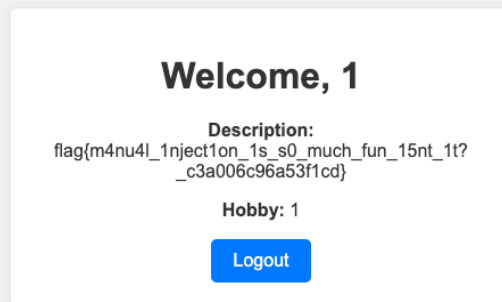 Welcome, 1
Description:
flag{m4nu4l_1nject1on_1s_s0_much_fun_15nt_1t?
_c3a006c96a53f1cd}
Hobby: 1
Logout